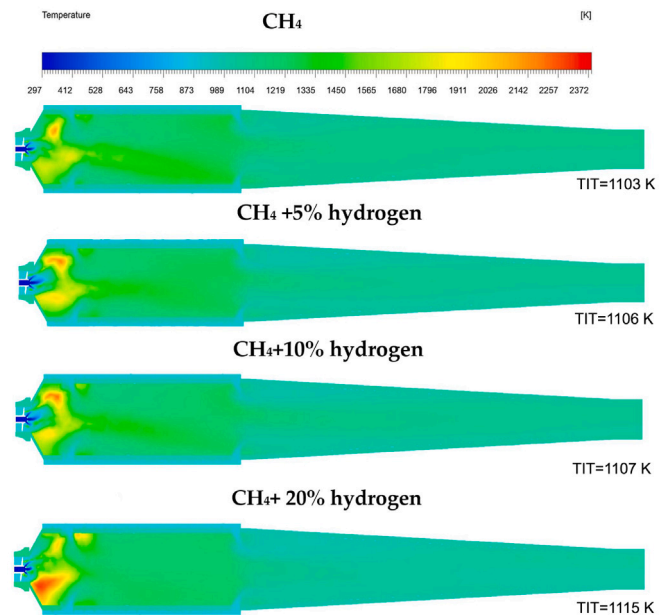 Temperature CH₄ [K]
297 412 528 643 758 873 989 1104 1219 1335 1450 1565 1680 1796 1911 2026 2142 2257 2372
TIT=1103 K
CH₄ +5% hydrogen
TIT=1106 K
CH₄+10% hydrogen
TIT=1107 K
CH₄+ 20% hydrogen
TIT=1115 K